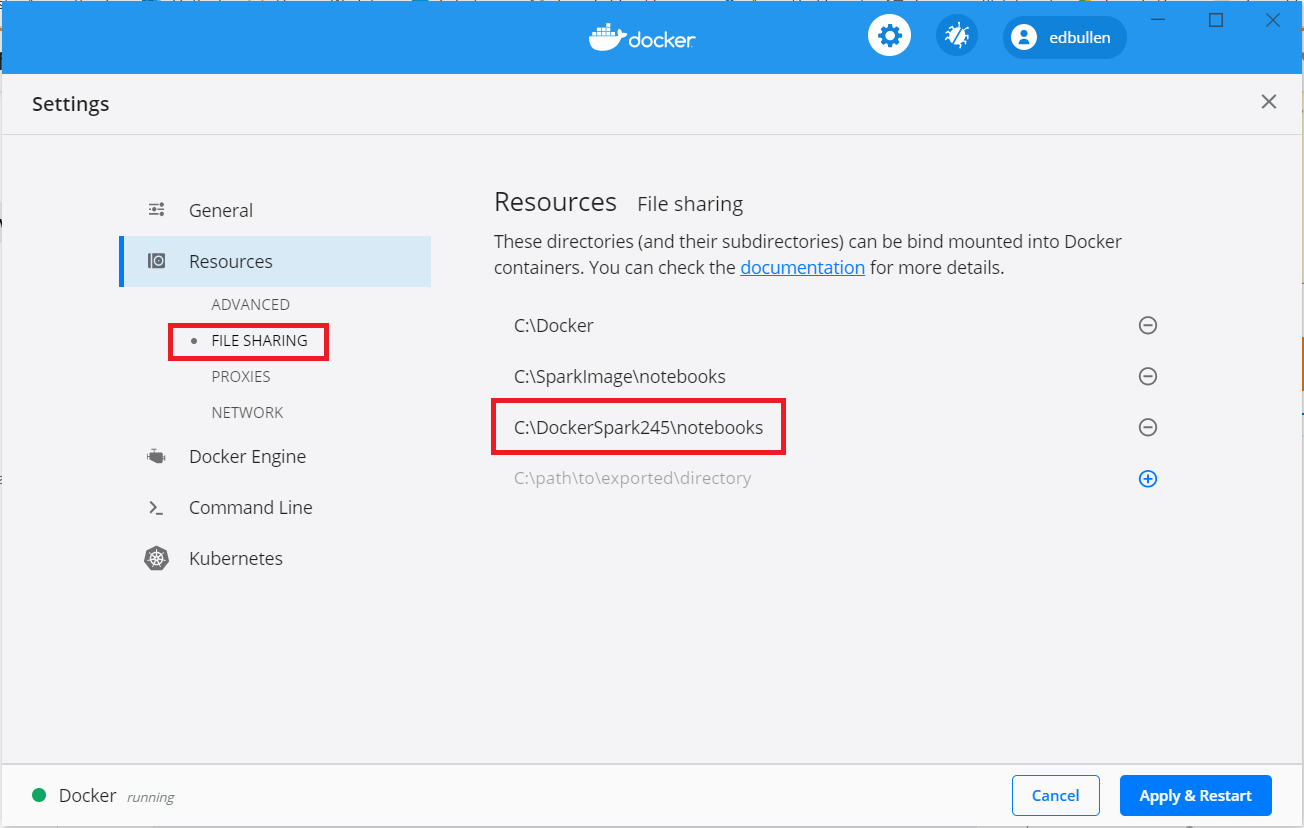 docker
edbullen
Settings
General
Resources
ADVANCED
FILE SHARING
PROXIES
NETWORK
Docker Engine
Command Line
Kubernetes
Resources File sharing
These directories (and their subdirectories) can be bind mounted into Docker
containers. You can check the documentation for more details.
C:\Docker
C:\SparkImage\notebooks
C:\DockerSpark245\notebooks
C:\path\to\exported\directory
Docker running
Cancel
Apply & Restart